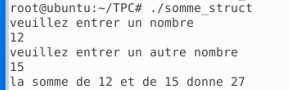 root@ubuntu:~/TPC# ./somme_struct
veuillez entrer un nombre
12
veuillez entrer un autre nombre
15
la somme de 12 et de 15 donne 27